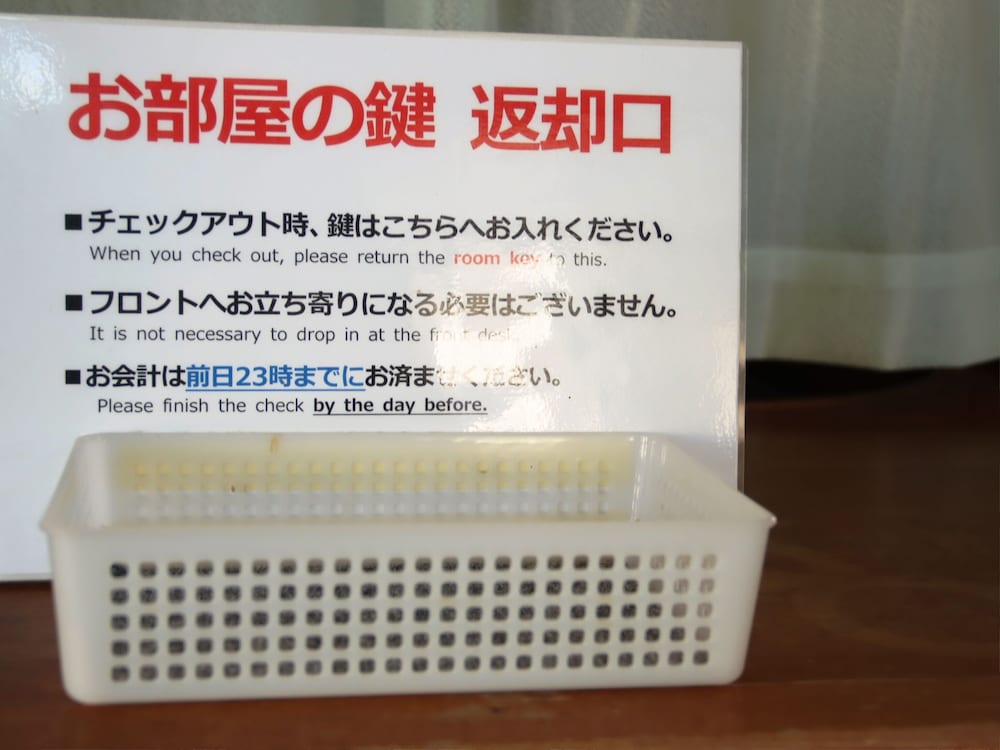 お部屋の鍵 返却口
■チェックアウト時、鍵はこちらへお入れください。
When you check out, please return the room key to this.
■フロントへお立ち寄りになる必要はございません。
It is not necessary to drop in at the front desk.
■お会計は前日23時までにお済ませください。
Please finish the check by the day before.